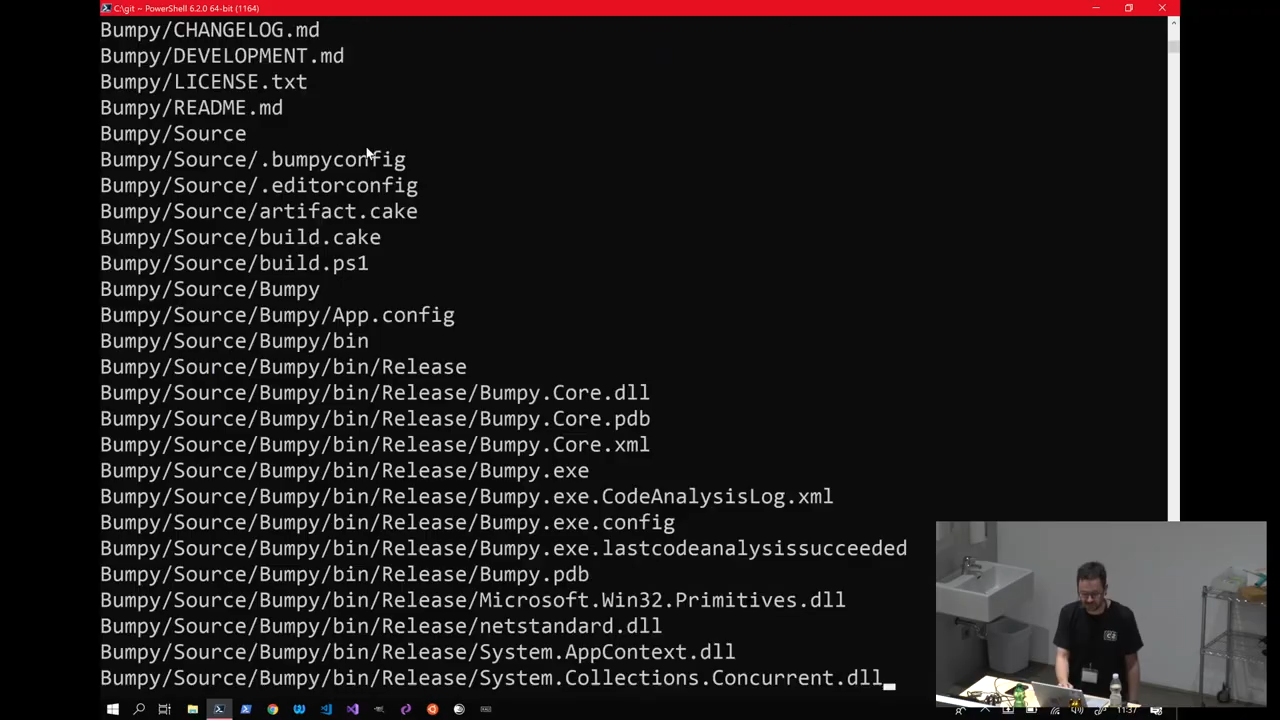 C:\git - PowerShell 6.2.0 64-bit (1164)
Bumpy/CHANGELOG.md
Bumpy/DEVELOPMENT.md
Bumpy/LICENSE.txt
Bumpy/README.md
Bumpy/Source
Bumpy/Source/.bumpyconfig
Bumpy/Source/.editorconfig
Bumpy/Source/artifact.cake
Bumpy/Source/build.cake
Bumpy/Source/build.ps1
Bumpy/Source/Bumpy
Bumpy/Source/Bumpy/App.config
Bumpy/Source/Bumpy/bin
Bumpy/Source/Bumpy/bin/Release
Bumpy/Source/Bumpy/bin/Release/Bumpy.Core.dll
Bumpy/Source/Bumpy/bin/Release/Bumpy.Core.pdb
Bumpy/Source/Bumpy/bin/Release/Bumpy.Core.xml
Bumpy/Source/Bumpy/bin/Release/Bumpy.exe
Bumpy/Source/Bumpy/bin/Release/Bumpy.exe.CodeAnalysisLog.xml
Bumpy/Source/Bumpy/bin/Release/Bumpy.exe.config
Bumpy/Source/Bumpy/bin/Release/Bumpy.exe.lastcodeanalysissucceeded
Bumpy/Source/Bumpy/bin/Release/Bumpy.pdb
Bumpy/Source/Bumpy/bin/Release/Microsoft.Win32.Primitives.dll
Bumpy/Source/Bumpy/bin/Release/netstandard.dll
Bumpy/Source/Bumpy/bin/Release/System.AppContext.dll
Bumpy/Source/Bumpy/bin/Release/System.Collections.Concurrent.dll
11:37